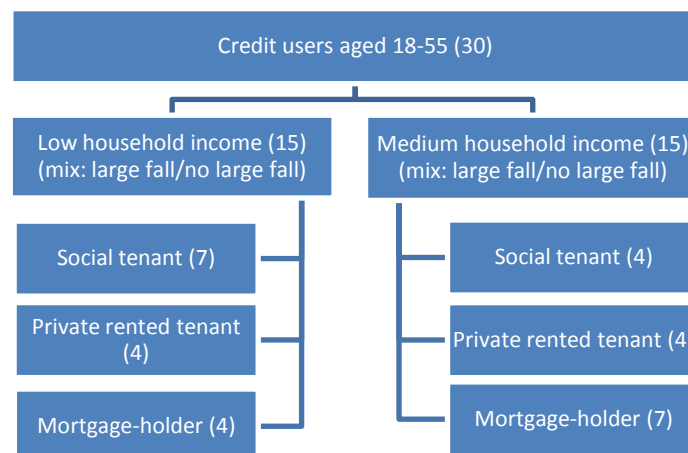 Credit users aged 18-55 (30)
Low household income (15)
(mix: large fall/no large fall)
Medium household income (15)
(mix: large fall/no large fall)
Social tenant (7)
Private rented tenant
(4)
Mortgage-holder (4)
Social tenant (4)
Private rented tenant (4
Mortgage-holder (7)